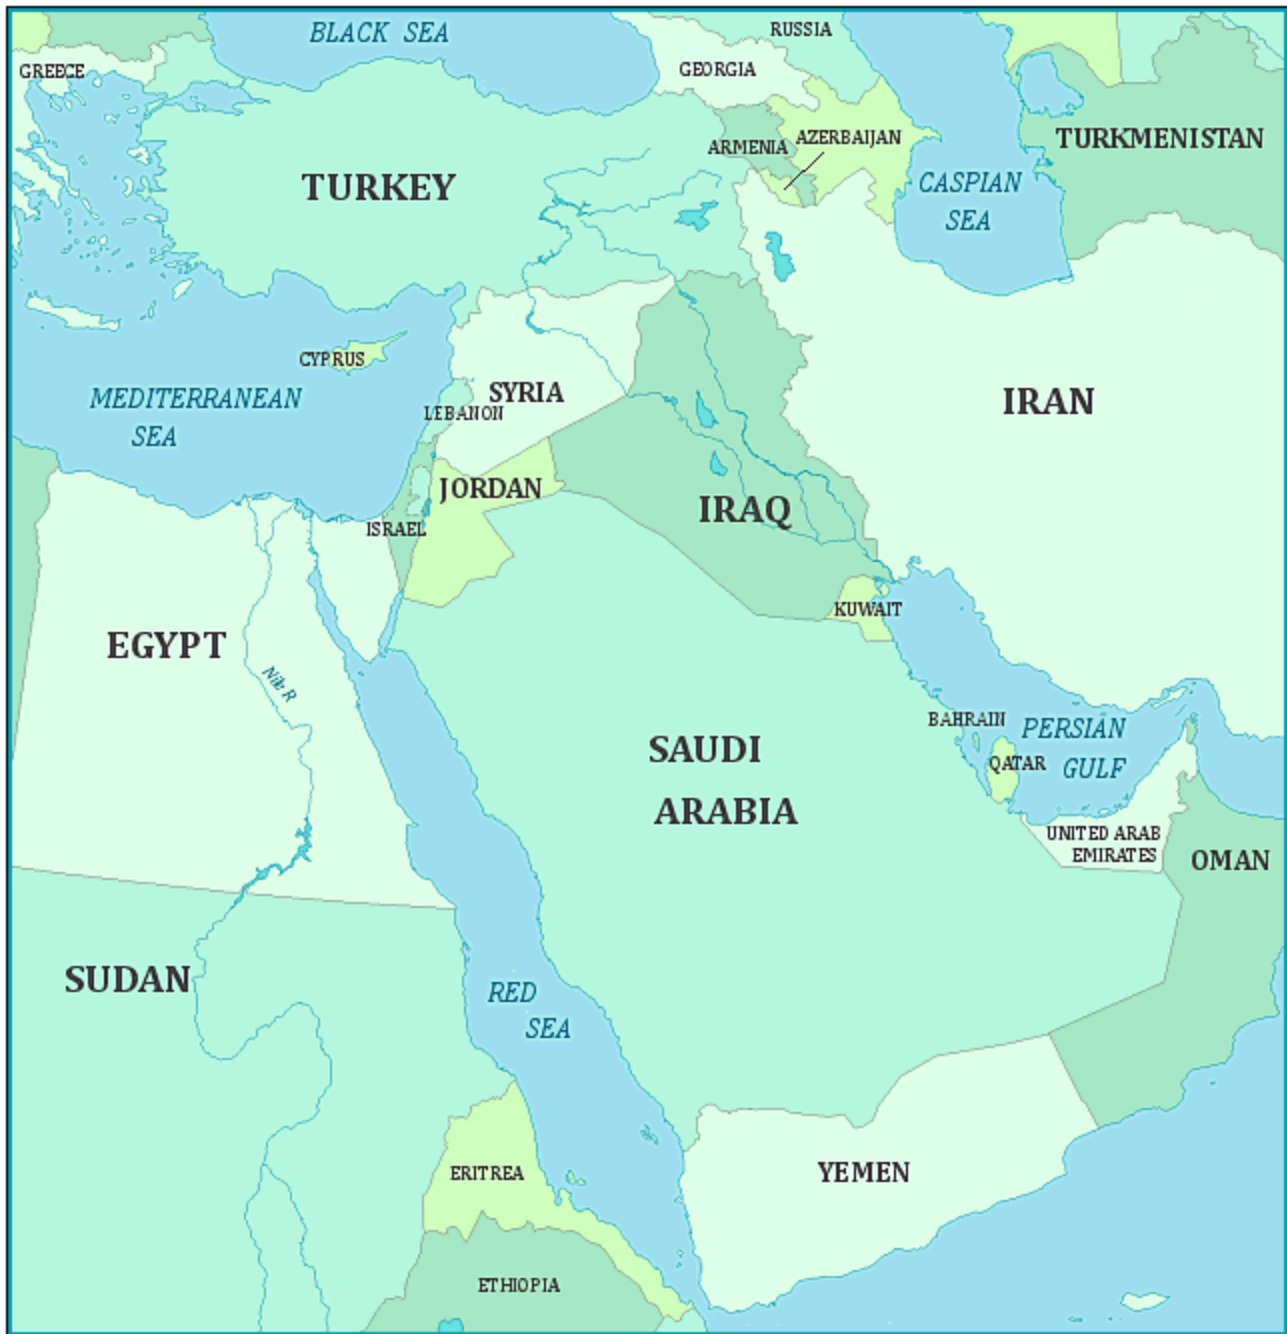 BLACK SEA
RUSSIA
GREECE
GEORGIA
TURKMENISTAN
ARMENIA
AZERBAIJAN
TURKEY
CASPIAN
SEA
CYPRUS
MEDITERRANEAN
SEA
SYRIA
LEBANON
IRAN
JORDAN
IRAQ
ISRAEL
KUWAIT
EGYPT
Nile R
BAHRAIN
PERSIAN
GULF
QATAR
SAUDI
ARABIA
UNITED ARAB
EMIRATES
OMAN
SUDAN
RED
SEA
ERITREA
YEMEN
ETHIOPIA